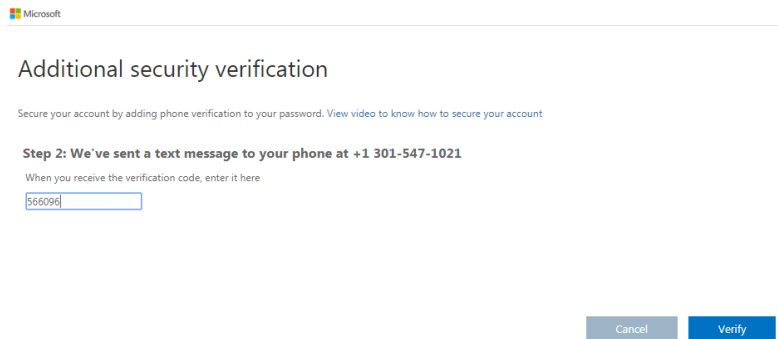 Microsoft
Additional security verification
Secure your account by adding phone verification to your password. View video to know how to secure your account
Step 2: We've sent a text message to your phone at +1 301-547-1021
When you receive the verification code, enter it here
566096
Cancel Verify